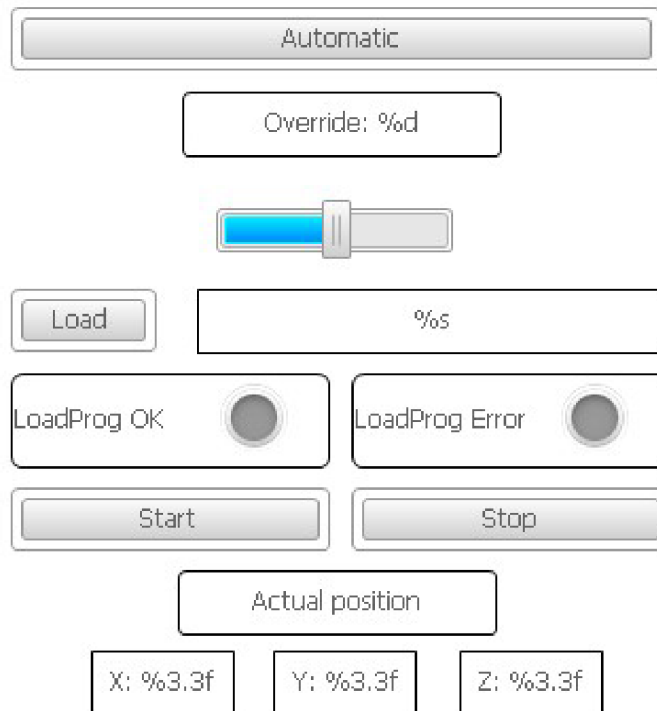 Automatic
Override: %d
Load
%s
LoadProg OK
LoadProg Error
Start
Stop
Actual position
X: %3.3f
Y: %3.3f
Z: %3.3f